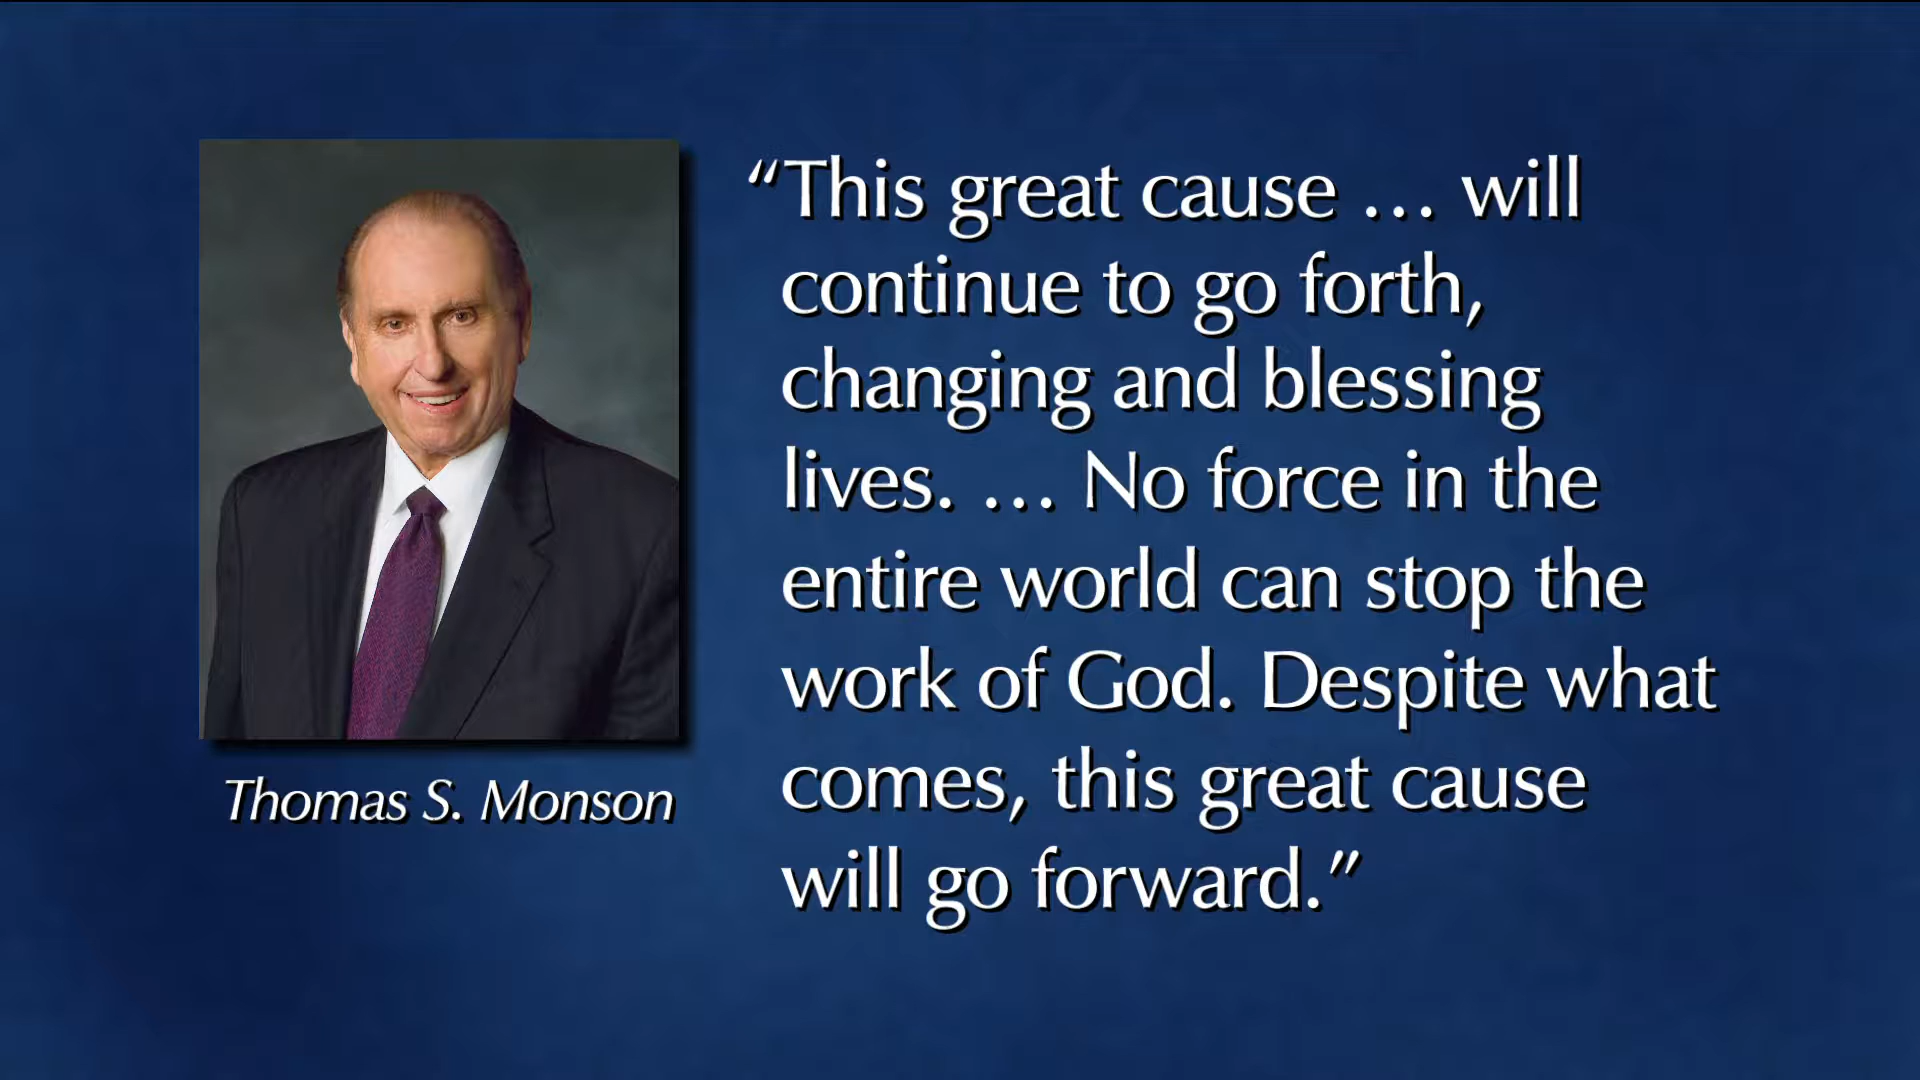 “This great cause … will
continue to go forth,
changing and blessing
lives. … No force in the
entire world can stop the
work of God. Despite what
comes, this great cause
will go forward.”
Thomas S. Monson